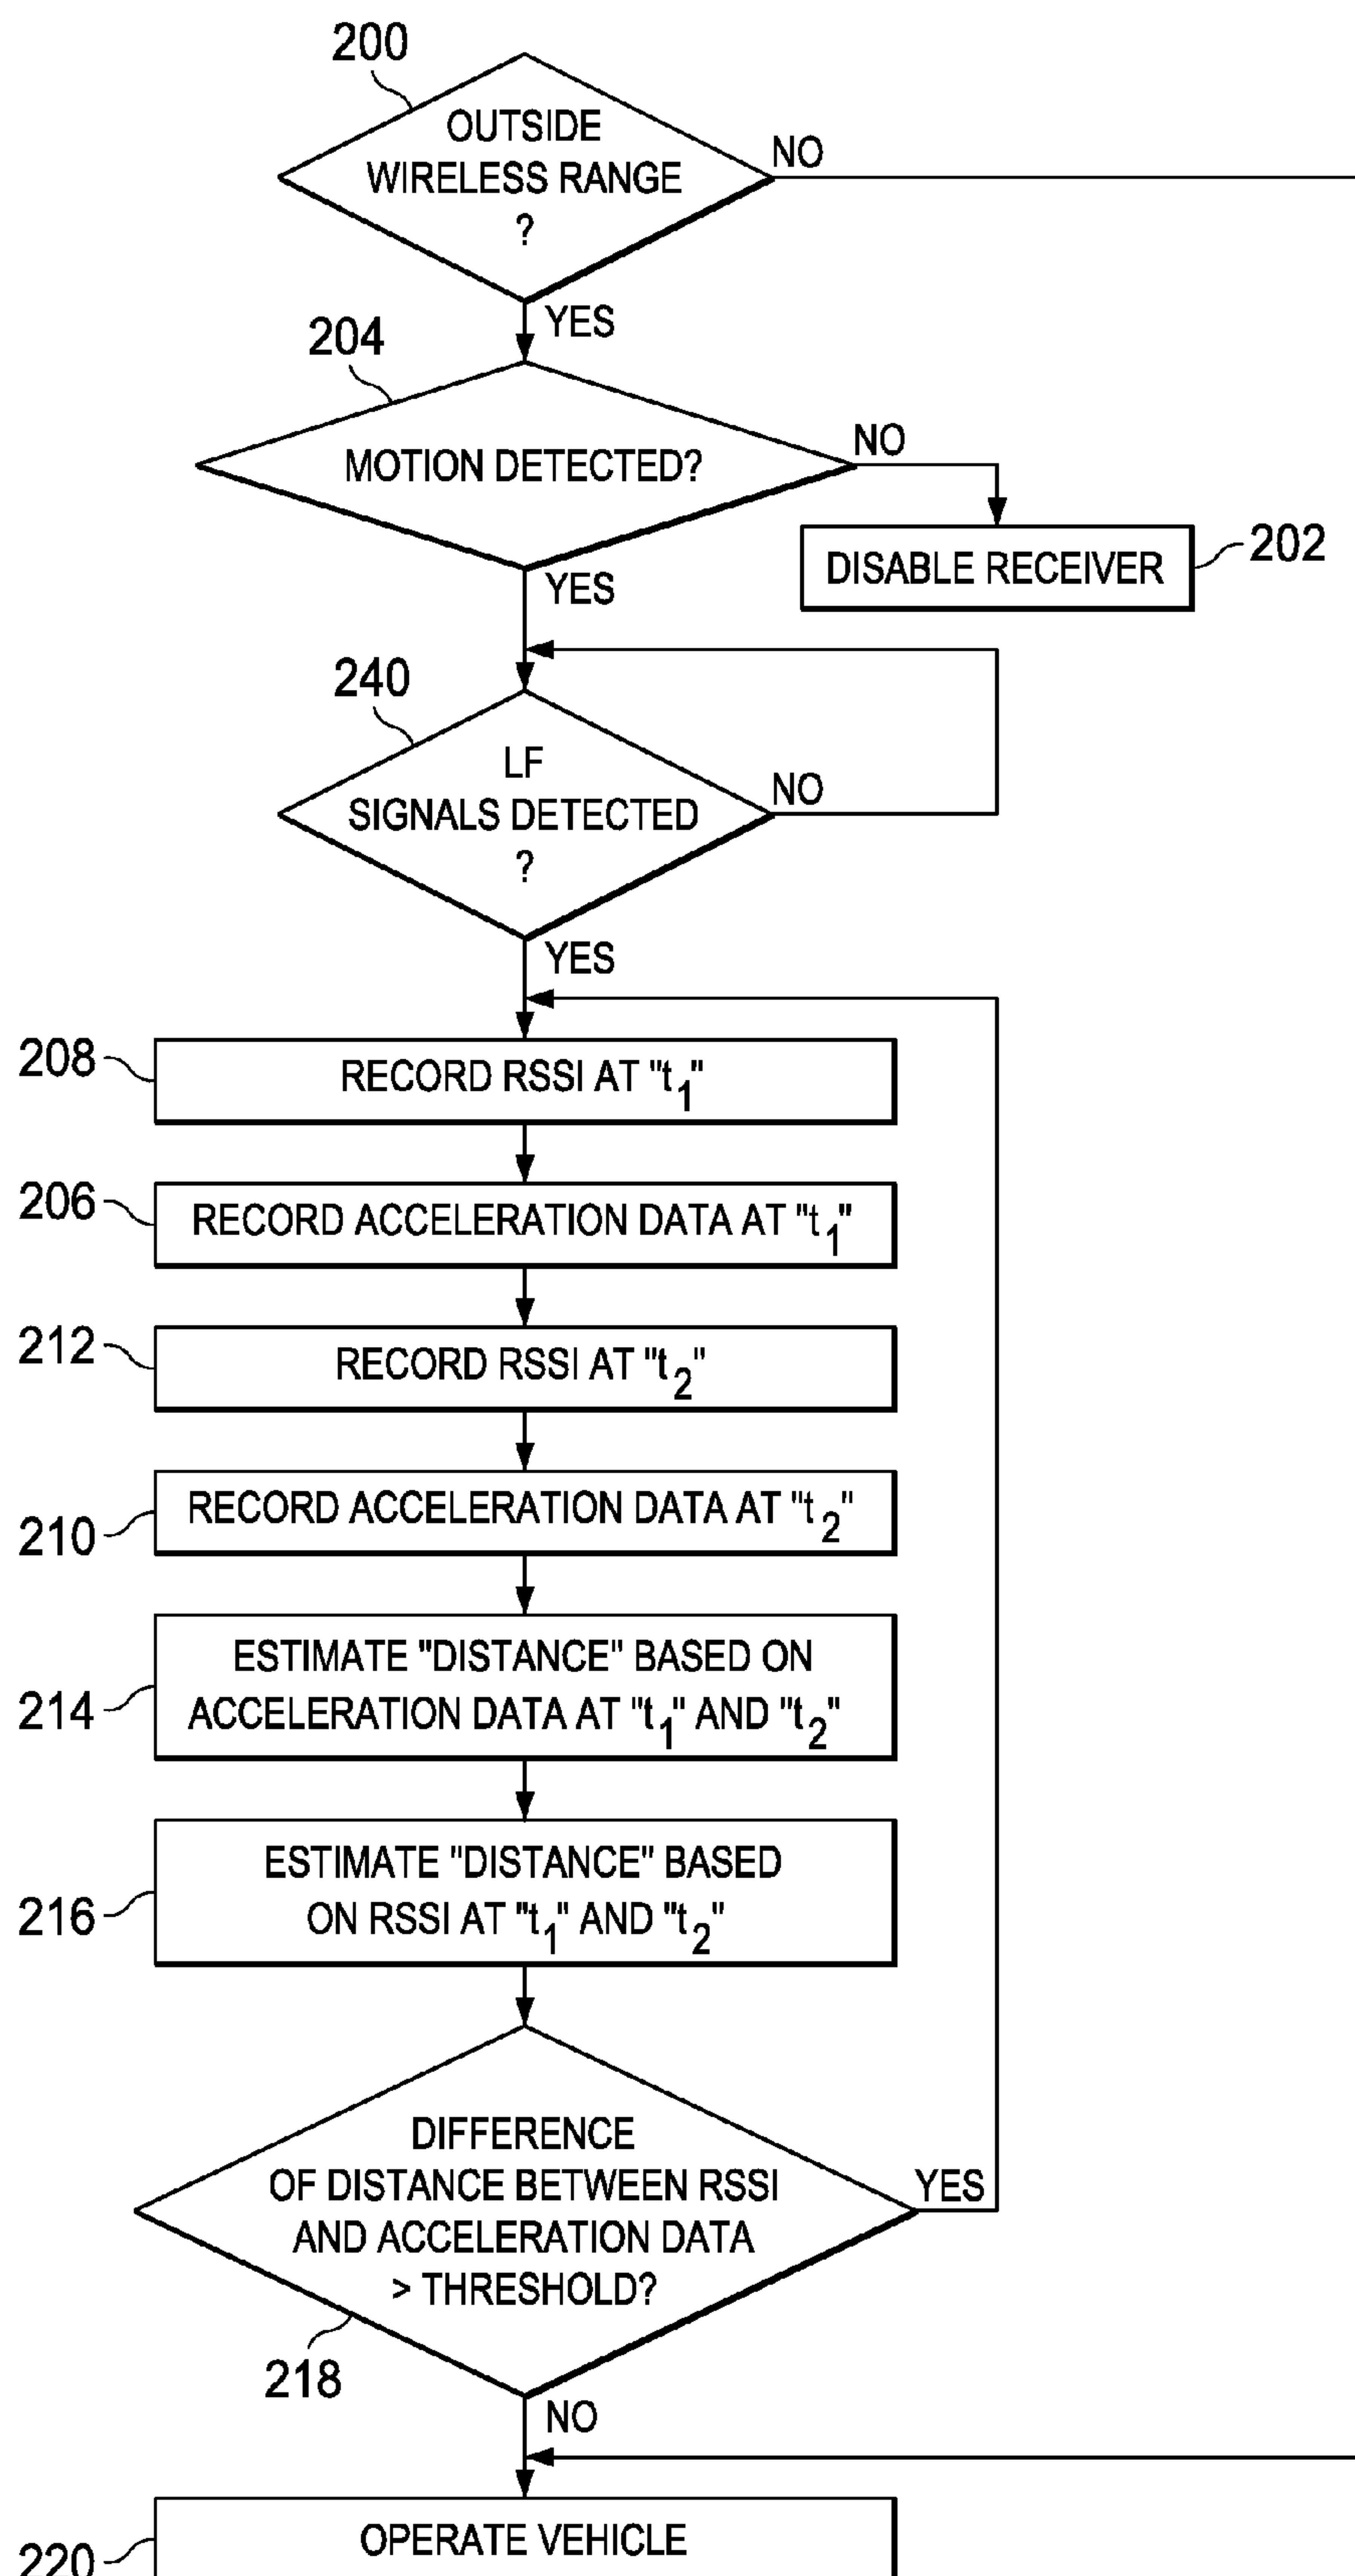 200
OUTSIDE
WIRELESS RANGE
?
NO
YES
204
MOTION DETECTED?
NO
DISABLE RECEIVER
202
YES
240
LF
SIGNALS DETECTED
?
NO
YES
208
RECORD RSSI AT "t1"
206
RECORD ACCELERATION DATA AT "t1"
212
RECORD RSSI AT "t2"
210
RECORD ACCELERATION DATA AT "t2"
214
ESTIMATE "DISTANCE" BASED ON
ACCELERATION DATA AT "t1" AND "t2"
216
ESTIMATE "DISTANCE" BASED
ON RSSI AT "t1" AND "t2"
DIFFERENCE
OF DISTANCE BETWEEN RSSI
AND ACCELERATION DATA
> THRESHOLD?
YES
218
NO
220
OPERATE VEHICLE